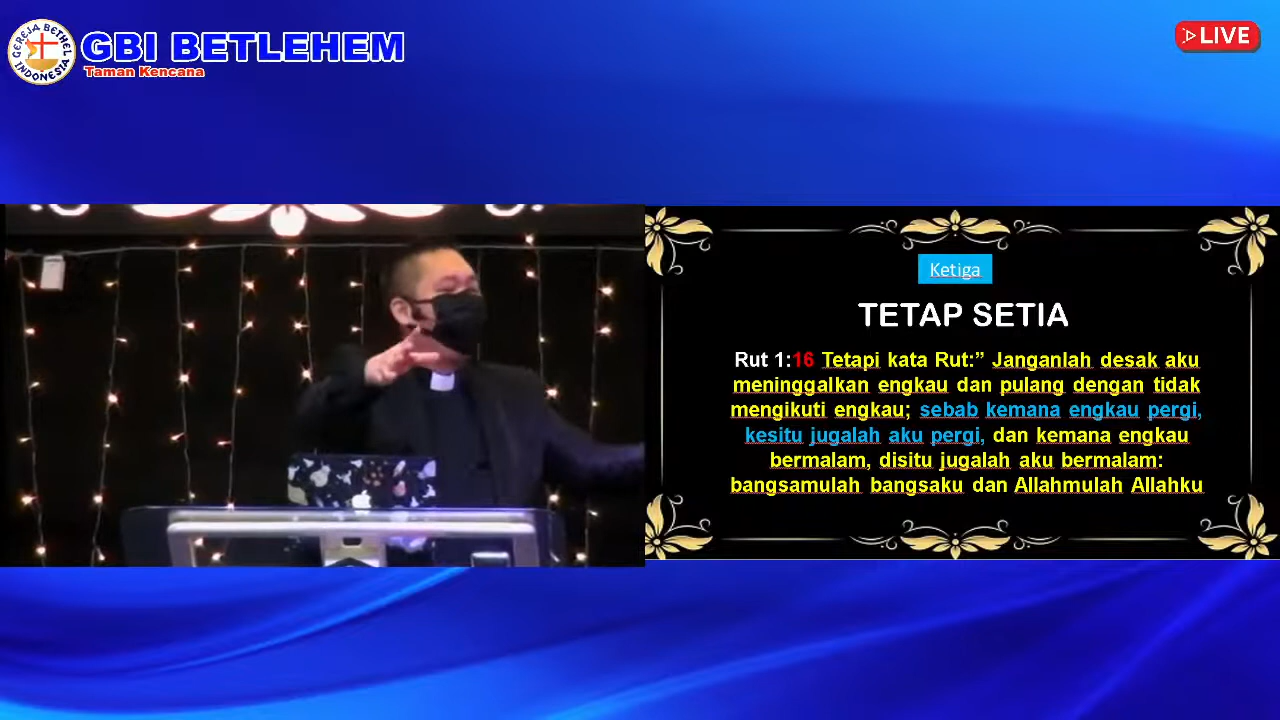 GEREJA BETHEL
INDONESIA
GBI BETLEHEM
Taman Kencana
LIVE
Ketiga
TETAP SETIA
Rut 1:16 Tetapi kata Rut:” Janganlah desak aku
meninggalkan engkau dan pulang dengan tidak
mengikuti engkau; sebab kemana engkau pergi,
kesitu jugalah aku pergi, dan kemana engkau
bermalam, disitu jugalah aku bermalam:
bangsamulah bangsaku dan Allahmulah Allahku